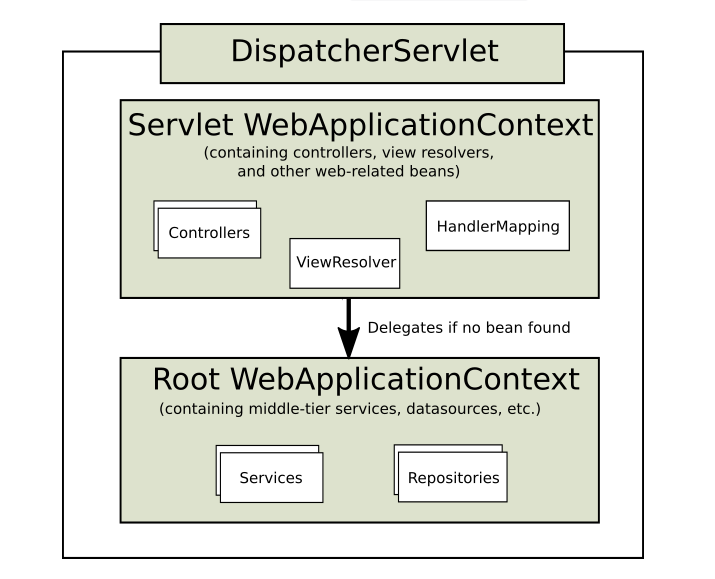 DispatcherServlet
Servlet WebApplicationContext
(containing controllers, view resolvers,
and other web-related beans)
Controllers
HandlerMapping
ViewResolver
Delegates if no bean found
Root WebApplicationContext
(containing middle-tier services, datasources, etc.)
Services
Repositories